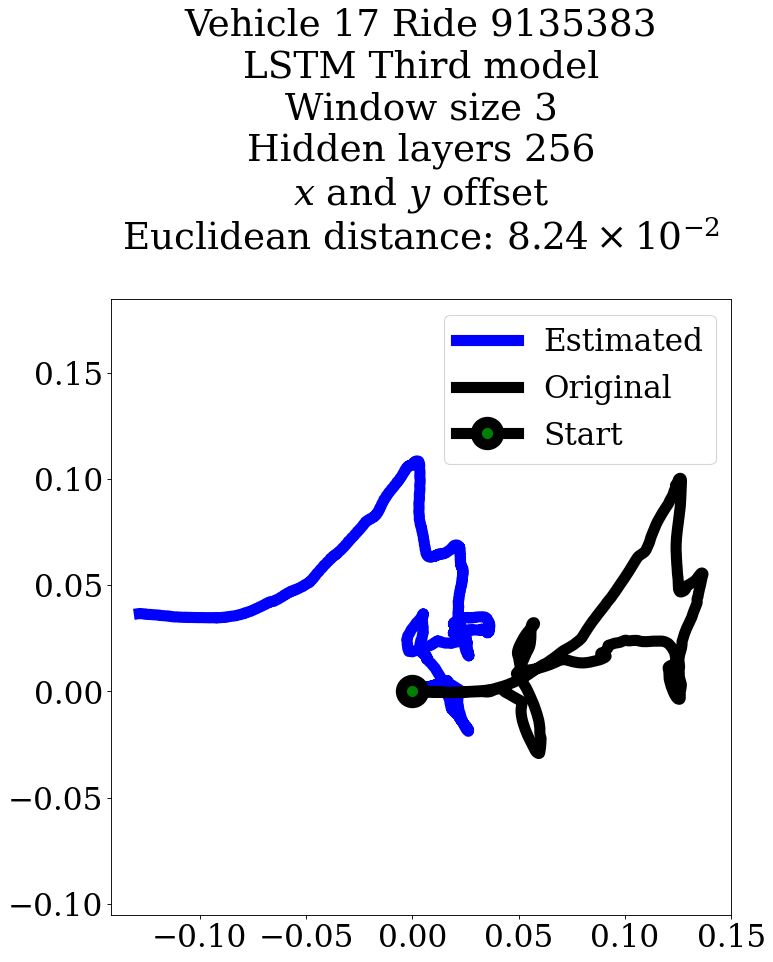 Vehicle 17 Ride 9135383
LSTM Third model
Window size 3
Hidden layers 256
x and y offset
Euclidean distance: 8.24 × 10⁻²
Estimated
Original
Start
0.15
0.10
0.05
0.00
−0.05
−0.10
−0.10 −0.05 0.00 0.05 0.10 0.15